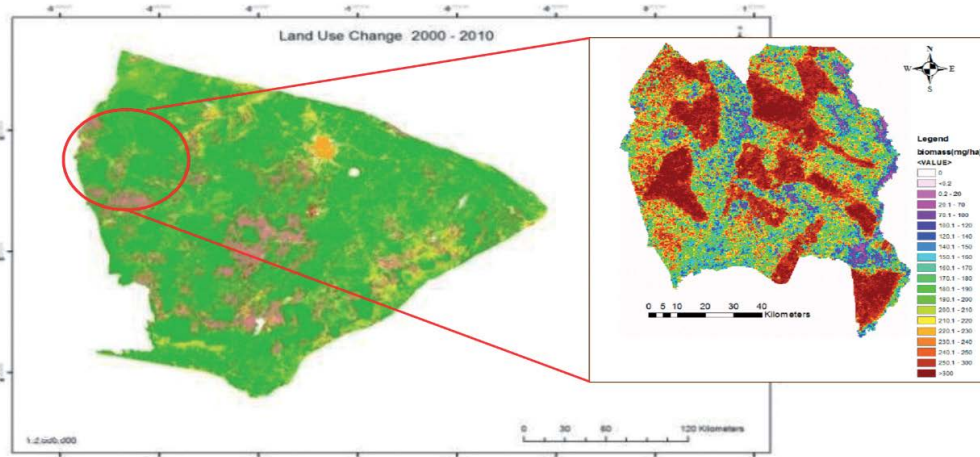 Land Use Change 2000 - 2010
N
W E
S
Legend
biomass(mg/ha)
<VALUE>
0
<0.2
0.2 - 20
20.1 - 70
70.1 - 100
100.1 - 120
120.1 - 140
140.1 - 150
150.1 - 160
160.1 - 170
170.1 - 180
180.1 - 190
190.1 - 200
200.1 - 210
210.1 - 220
220.1 - 230
230.1 - 240
240.1 - 250
250.1 - 300
>300
0 5 10 20 30 40
Kilometers
0 30 60 120 Kilometers